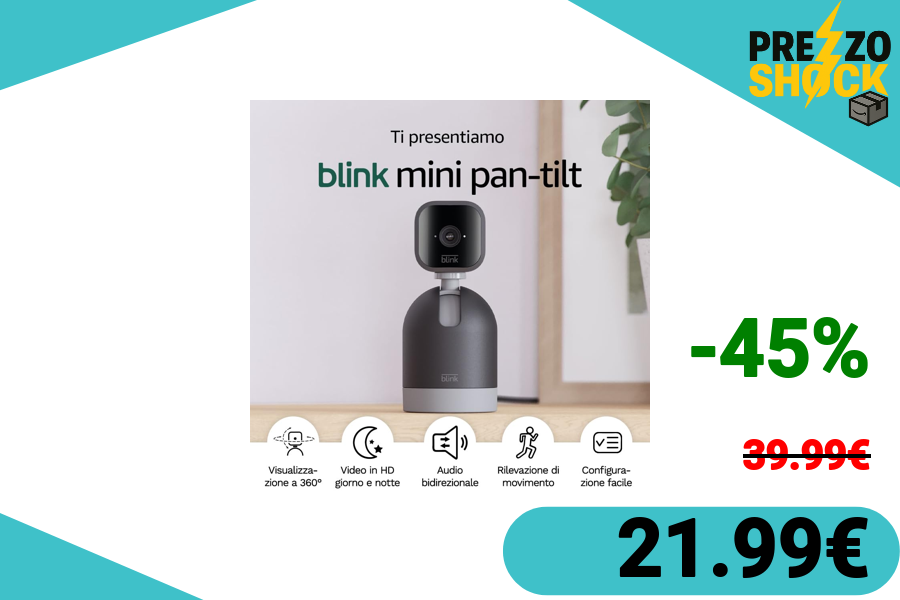 PREZZO
SHOCK
Ti presentiamo
blink mini pan-tilt
blink
blink
-45%
39.99€
Visualizza-
zione a 360°
Video in HD
giorno e notte
Audio
bidirezionale
Rilevazione di
movimento
Configura-
zione facile
21.99€